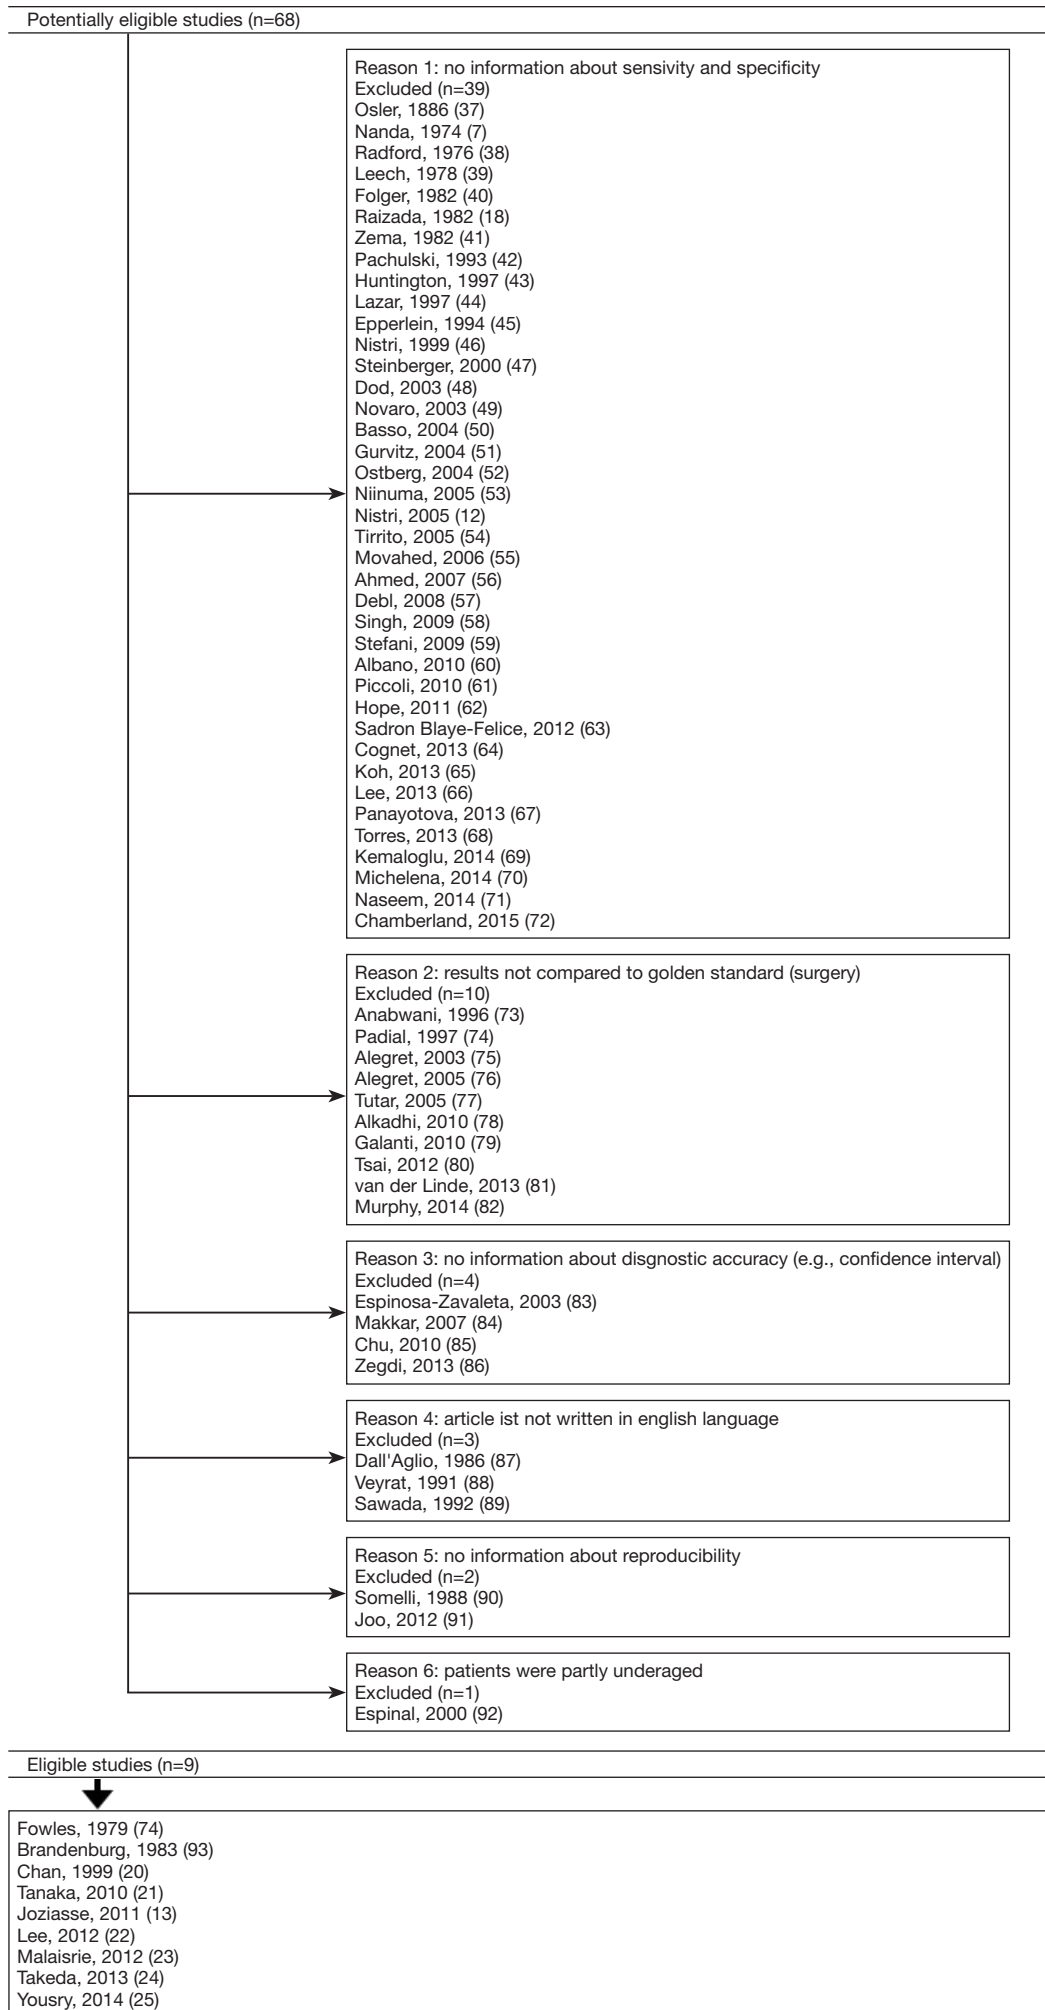 Potentially eligible studies (n=68)
Reason 1: no information about sensivity and specificity
Excluded (n=39)
Osler, 1886 (37)
Nanda, 1974 (7)
Radford, 1976 (38)
Leech, 1978 (39)
Folger, 1982 (40)
Raizada, 1982 (18)
Zema, 1982 (41)
Pachulski, 1993 (42)
Huntington, 1997 (43)
Lazar, 1997 (44)
Epperlein, 1994 (45)
Nistri, 1999 (46)
Steinberger, 2000 (47)
Dod, 2003 (48)
Novaro, 2003 (49)
Basso, 2004 (50)
Gurvitz, 2004 (51)
Ostberg, 2004 (52)
Niinuma, 2005 (53)
Nistri, 2005 (12)
Tirrito, 2005 (54)
Movahed, 2006 (55)
Ahmed, 2007 (56)
Debl, 2008 (57)
Singh, 2009 (58)
Stefani, 2009 (59)
Albano, 2010 (60)
Piccoli, 2010 (61)
Hope, 2011 (62)
Sadron Blaye-Felice, 2012 (63)
Cognet, 2013 (64)
Koh, 2013 (65)
Lee, 2013 (66)
Panayotova, 2013 (67)
Torres, 2013 (68)
Kemaloglu, 2014 (69)
Michelena, 2014 (70)
Naseem, 2014 (71)
Chamberland, 2015 (72)
Reason 2: results not compared to golden standard (surgery)
Excluded (n=10)
Anabwani, 1996 (73)
Padial, 1997 (74)
Alegret, 2003 (75)
Alegret, 2005 (76)
Tutar, 2005 (77)
Alkadhi, 2010 (78)
Galanti, 2010 (79)
Tsai, 2012 (80)
van der Linde, 2013 (81)
Murphy, 2014 (82)
Reason 3: no information about disgnostic accuracy (e.g., confidence interval)
Excluded (n=4)
Espinosa-Zavaleta, 2003 (83)
Makkar, 2007 (84)
Chu, 2010 (85)
Zegdi, 2013 (86)
Reason 4: article ist not written in english language
Excluded (n=3)
Dall'Aglio, 1986 (87)
Veyrat, 1991 (88)
Sawada, 1992 (89)
Reason 5: no information about reproducibility
Excluded (n=2)
Somelli, 1988 (90)
Joo, 2012 (91)
Reason 6: patients were partly underaged
Excluded (n=1)
Espinal, 2000 (92)
Eligible studies (n=9)
Fowles, 1979 (74)
Brandenburg, 1983 (93)
Chan, 1999 (20)
Tanaka, 2010 (21)
Joziasse, 2011 (13)
Lee, 2012 (22)
Malaisrie, 2012 (23)
Takeda, 2013 (24)
Yousry, 2014 (25)